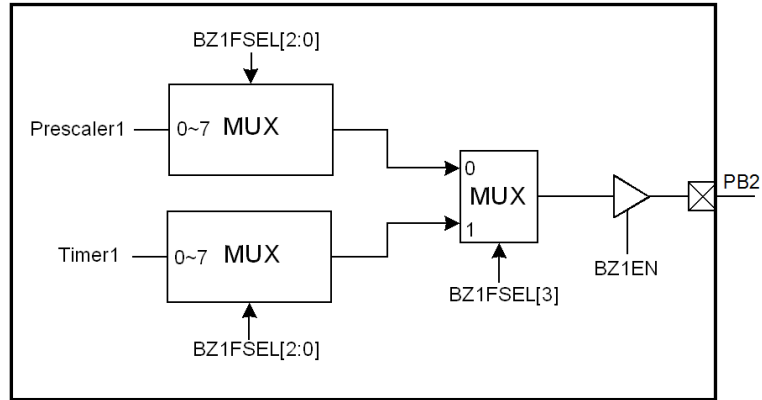 BZ1FSEL[2:0]
Prescaler1
0~7 MUX
0
MUX
PB2
1
Timer1
0~7 MUX
BZ1EN
BZ1FSEL[3]
BZ1FSEL[2:0]